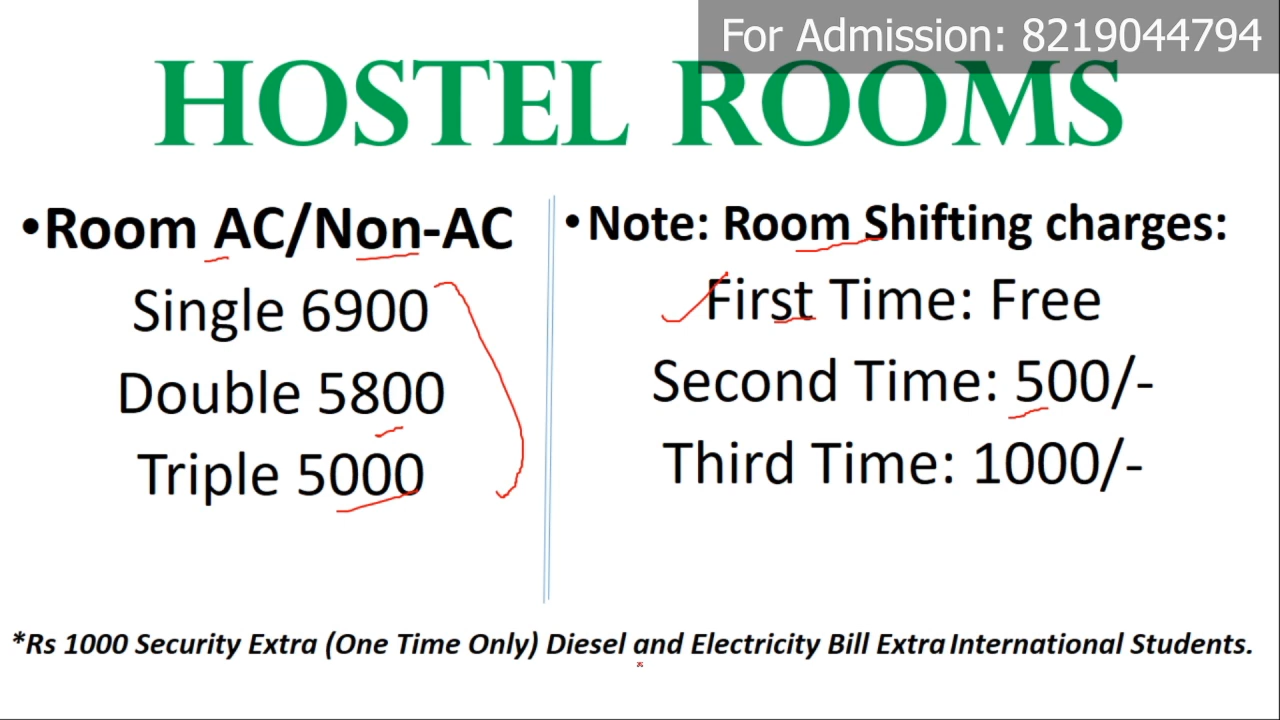 For Admission: 8219044794
HOSTEL ROOMS
•Room AC/Non-AC
Single 6900
Double 5800
Triple 5000
•Note: Room Shifting charges:
First Time: Free
Second Time: 500/-
Third Time: 1000/-
*Rs 1000 Security Extra (One Time Only) Diesel and Electricity Bill Extra International Students.